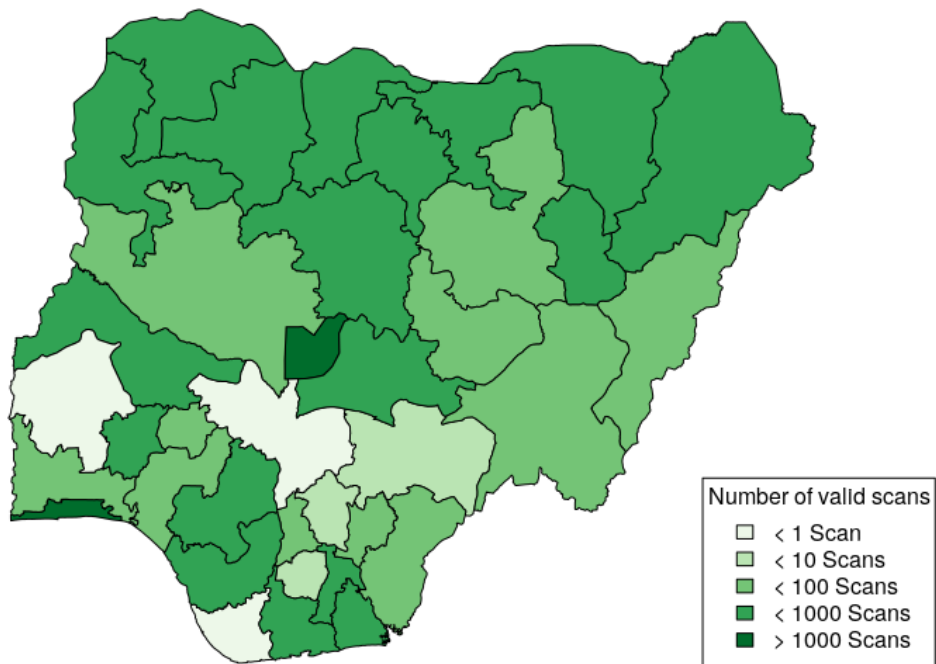 Number of valid scans
< 1 Scan
< 10 Scans
< 100 Scans
< 1000 Scans
> 1000 Scans